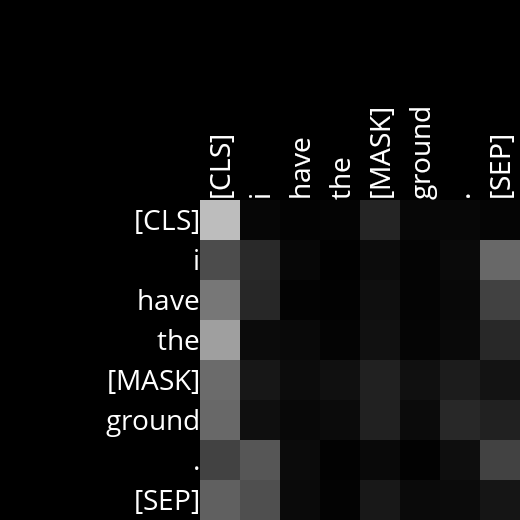 [CLS] i have the [MASK] ground . [SEP]
[CLS]
i
have
the
[MASK]
ground
.
[SEP]